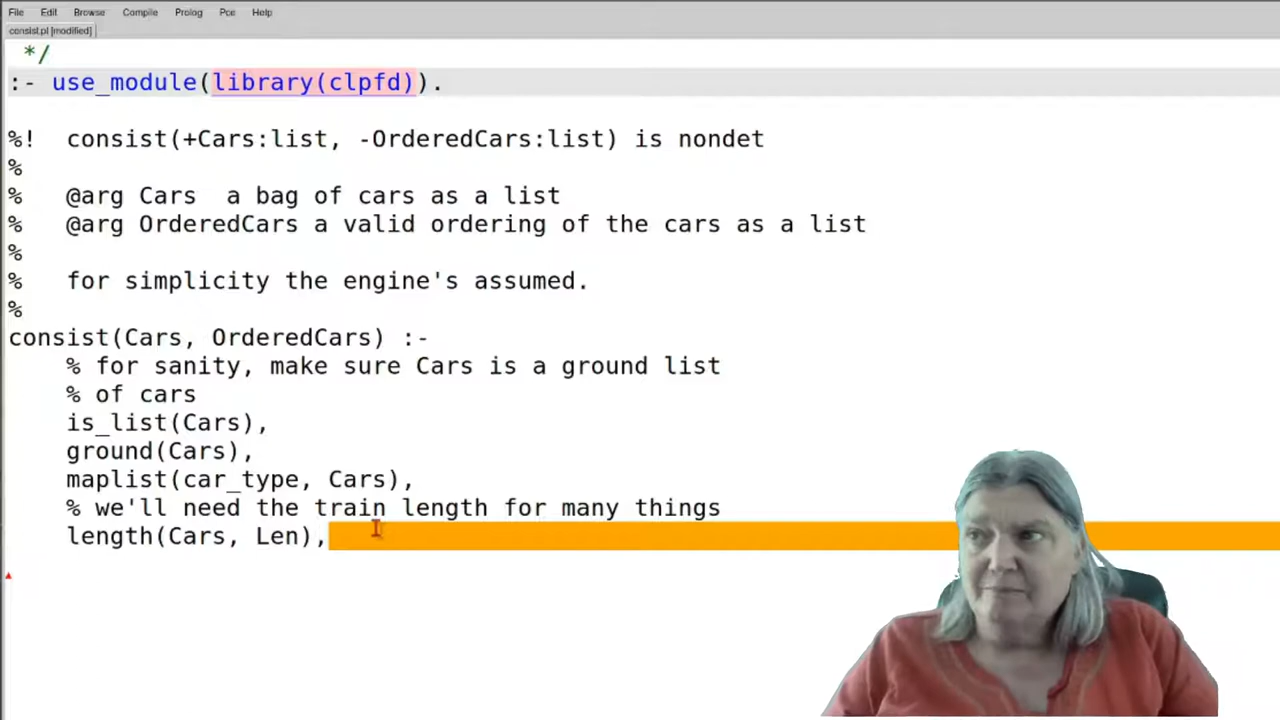 File Edit Browse Compile Prolog Pce Help
consist.pl [modified]
*/
:- use_module(library(clpfd)).
%! consist(+Cars:list, -OrderedCars:list) is nondet
%
% @arg Cars a bag of cars as a list
% @arg OrderedCars a valid ordering of the cars as a list
%
% for simplicity the engine's assumed.
%
consist(Cars, OrderedCars) :-
% for sanity, make sure Cars is a ground list
% of cars
is_list(Cars),
ground(Cars),
maplist(car_type, Cars),
% we'll need the train length for many things
length(Cars, Len),